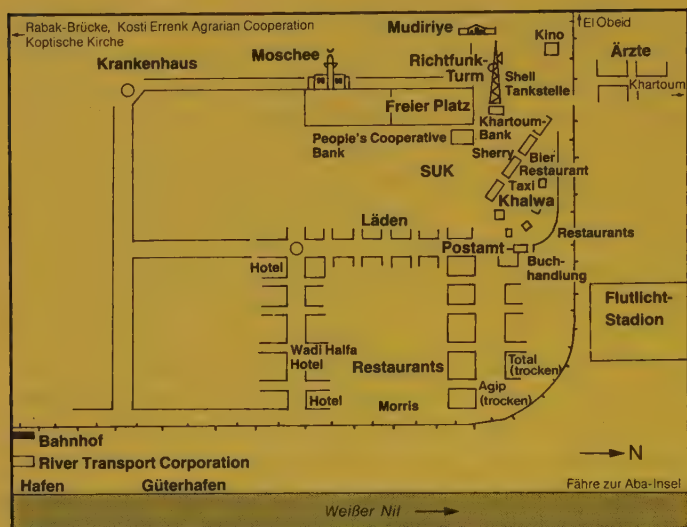 Rabak-Brücke, Kosti Errenk Agrarian Cooperation
Koptische Kirche
Mudiriye
El Obeid
Kino
Moschee
Richtfunk-
Turm
Ärzte
Krankenhaus
Shell
Tankstelle
Khartoum
Freier Platz
Khartoum-
Bank
People's Cooperative
Bank
Sherry
Bier
SUK
Restaurant
Taxi
Khalwa
Läden
Restaurants
Postamt
Hotel
Buch-
handlung
Flutlicht-
Stadion
Wadi Halfa
Hotel
Restaurants
Total
(trocken)
Agip
(trocken)
Hotel
Morris
Bahnhof
N
River Transport Corporation
Hafen
Güterhafen
Fähre zur Aba-Insel
Weißer Nil